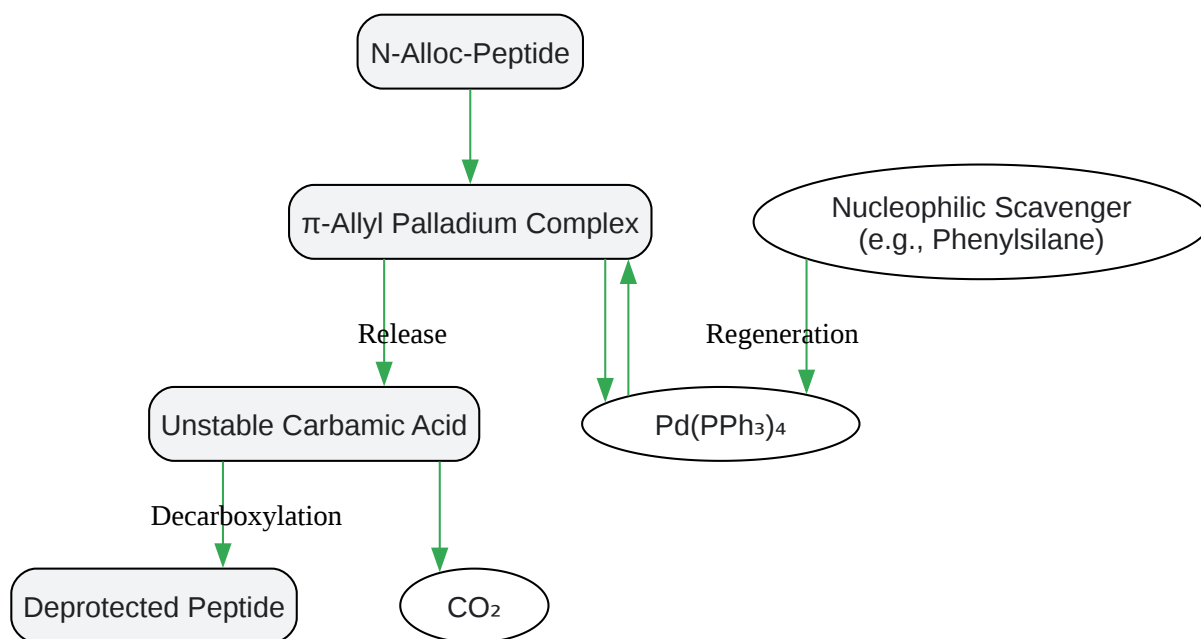 N-Alloc-Peptide
π-Allyl Palladium Complex
Nucleophilic Scavenger
(e.g., Phenylsilane)
Release
Regeneration
Unstable Carbamic Acid
Pd(PPh₃)₄
Decarboxylation
Deprotected Peptide
CO₂